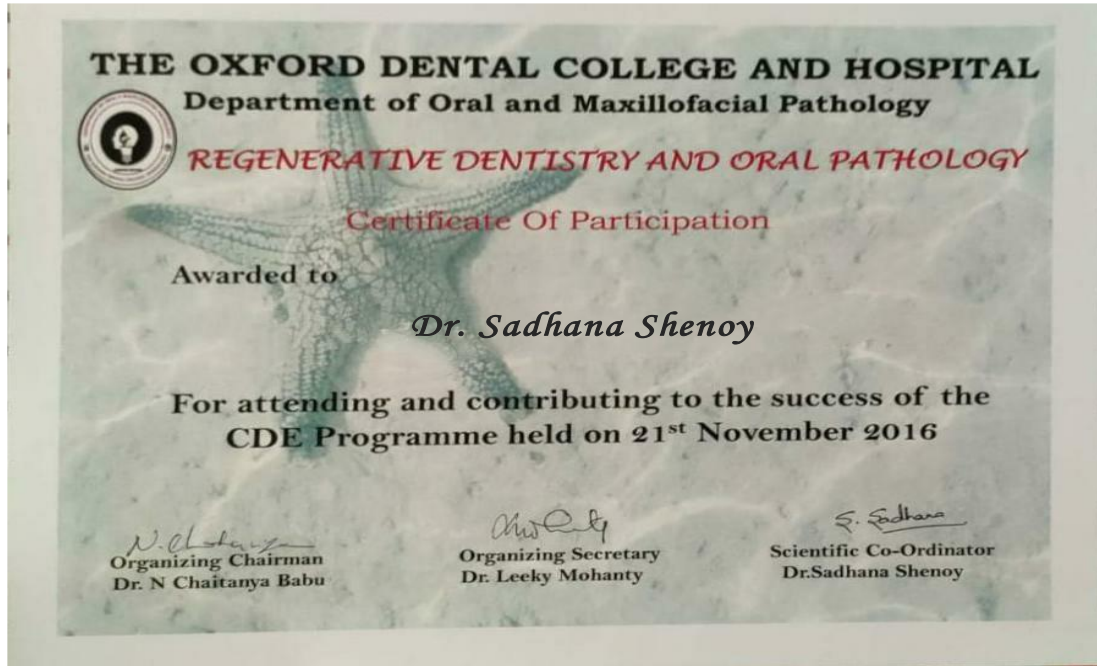 THE OXFORD DENTAL COLLEGE AND HOSPITAL
Department of Oral and Maxillofacial Pathology
REGENERATIVE DENTISTRY AND ORAL PATHOLOGY
Certificate Of Participation
Awarded to
Dr. Sadhana Shenoy
For attending and contributing to the success of the
CDE Programme held on 21st November 2016
S. Sadhana
Organizing Chairman
Dr. N Chaitanya Babu
Organizing Secretary
Dr. Leeky Mohanty
Scientific Co-Ordinator
Dr.Sadhana Shenoy